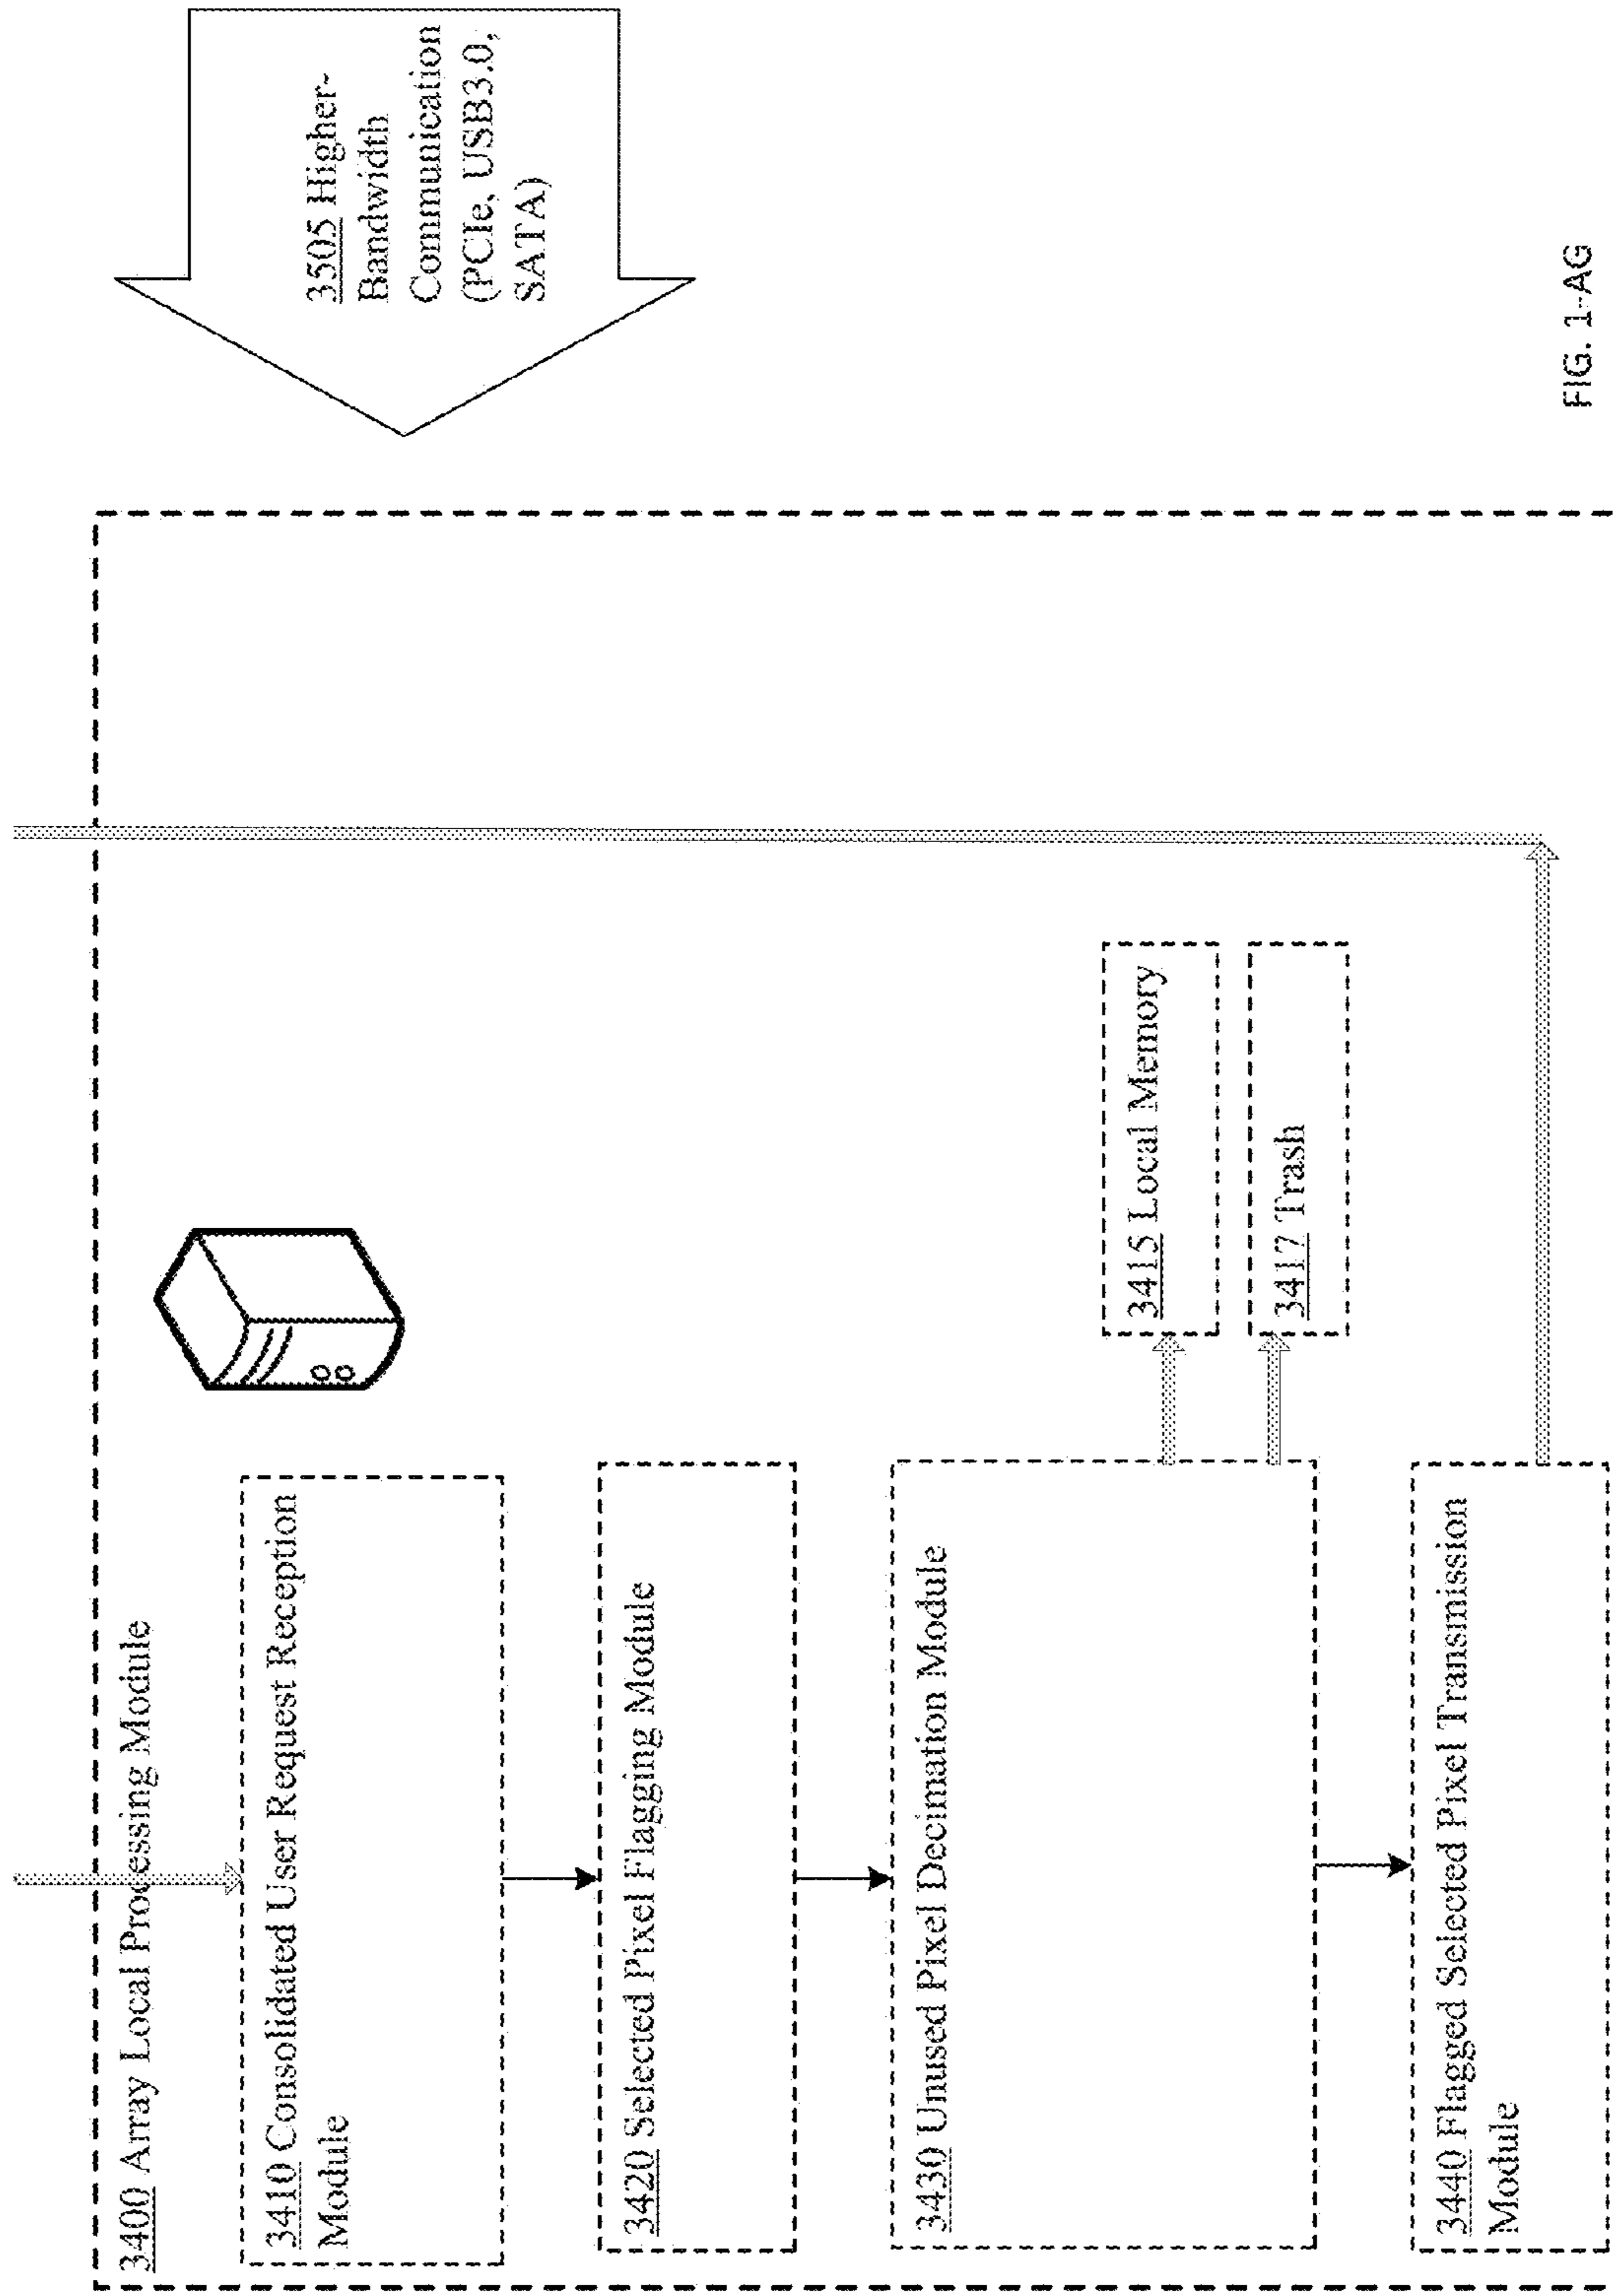 3400 Array Local Processing Module
3410 Consolidated User Request Reception
Module
3420 Selected Pixel Flagging Module
3430 Unused Pixel Decimation Module
3415 Local Memory
3417 Trash
3440 Flagged Selected Pixel Transmission
Module
3505 Higher-
Bandwidth
Communication
(PCIe, USB3.0,
SATA)
FIG. 1-AG